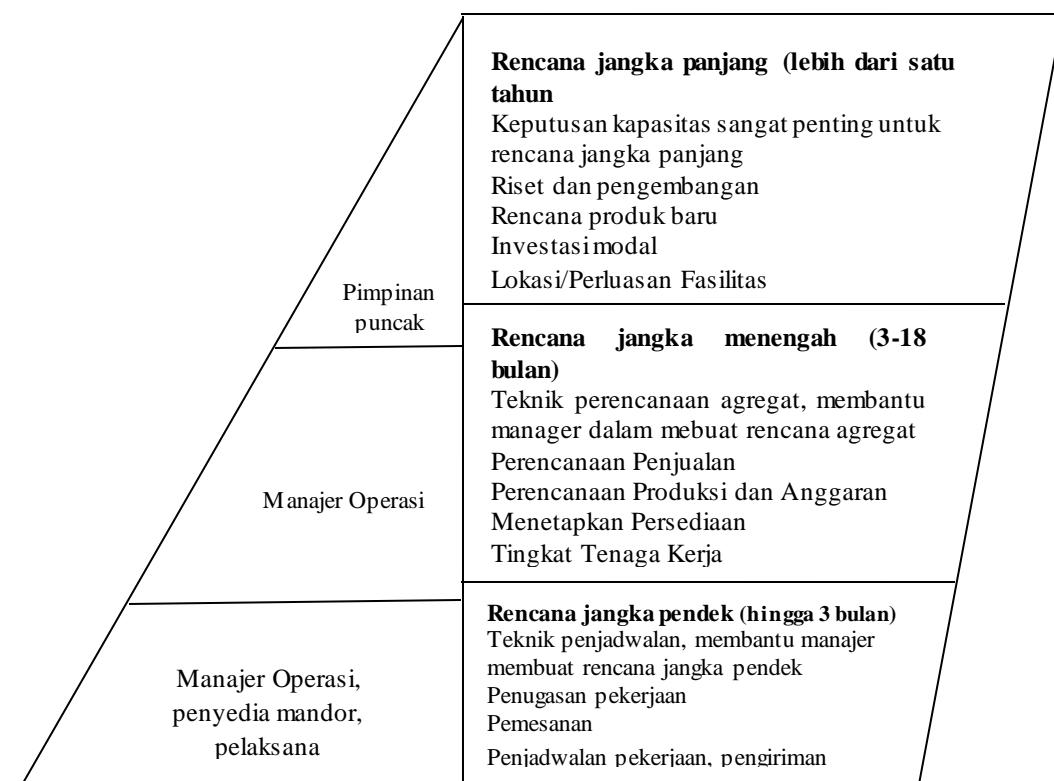 Rencana jangka panjang (lebih dari satu
tahun
Keputusan kapasitas sangat penting untuk
rencana jangka panjang
Riset dan pengembangan
Rencana produk baru
Investasi modal
Lokasi/Perluasan Fasilitas
Pimpinan
puncak
Rencana jangka menengah (3-18
bulan)
Teknik perencanaan agregat, membantu
manager dalam mebuat rencana agregat
Perencanaan Penjualan
Perencanaan Produksi dan Anggaran
Menetapkan Persediaan
Tingkat Tenaga Kerja
Manajer Operasi
Rencana jangka pendek (hingga 3 bulan)
Teknik penjadwalan, membantu manajer
membuat rencana jangka pendek
Penugasan pekerjaan
Pemesanan
Penjadwalan pekerjaan, pengiriman
Manajer Operasi,
penyedia mandor,
pelaksana